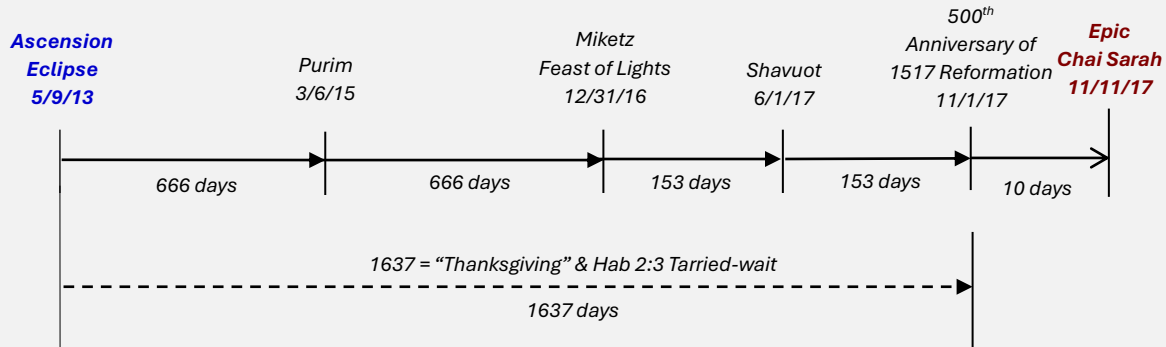 Ascension
Eclipse
5/9/13
Purim
3/6/15
Miketz
Feast of Lights
12/31/16
Shavuot
6/1/17
500th
Anniversary of
1517 Reformation
11/1/17
Epic
Chai Sarah
11/11/17
666 days
666 days
153 days
153 days
10 days
1637 = “Thanksgiving” & Hab 2:3 Tarried-wait
1637 days